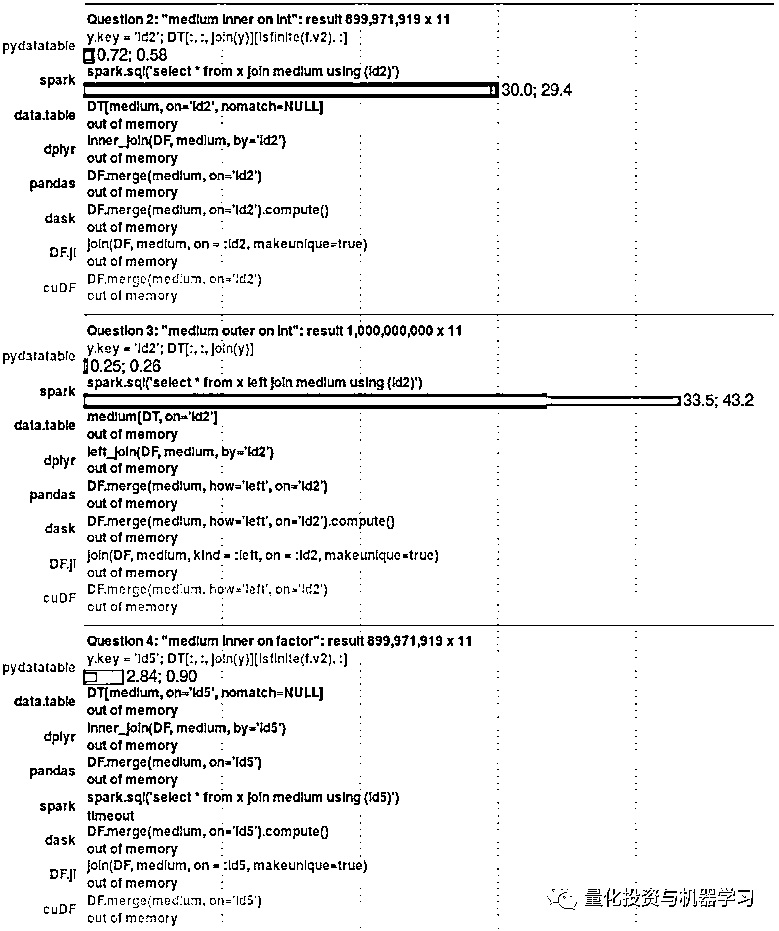 Question 2: "medium inner on int": result 899,971,919 x 11
y.key = 'id2'; DT[:, :, join(y)][isfinite(f.v2), :]
pydatatable
0.72; 0.58
spark.sql('select * from x join medium using (id2)')
spark
30.0; 29.4
DT[medium, on='id2', nomatch=NULL]
data.table
out of memory
inner_join(DF, medium, by='id2')
dplyr
out of memory
DF.merge(medium, on='id2')
pandas
out of memory
DF.merge(medium, on='id2').compute()
dask
out of memory
join(DF, medium, on = :id2, makeunique=true)
DF.jl
out of memory
DF.merge(medium, on='id2')
cuDF
out of memory
Question 3: "medium outer on int": result 1,000,000,000 x 11
y.key = 'id2'; DT[:, :, join(y)]
pydatatable
0.25; 0.26
spark.sql('select * from x left join medium using (id2)')
spark
33.5; 43.2
medium[DT, on='id2']
data.table
out of memory
left_join(DF, medium, by='id2')
dplyr
out of memory
DF.merge(medium, how='left', on='id2')
pandas
out of memory
DF.merge(medium, how='left', on='id2').compute()
dask
out of memory
join(DF, medium, kind = :left, on = :id2, makeunique=true)
DF.jl
out of memory
DF.merge(medium, how='left', on='id2')
cuDF
out of memory
Question 4: "medium inner on factor": result 899,971,919 x 11
y.key = 'id5'; DT[:, :, join(y)][isfinite(f.v2), :]
pydatatable
2.84; 0.90
DT[medium, on='id5', nomatch=NULL]
data.table
out of memory
inner_join(DF, medium, by='id5')
dplyr
out of memory
DF.merge(medium, on='id5')
pandas
out of memory
spark.sql('select * from x join medium using (id5)')
spark
timeout
DF.merge(medium, on='id5').compute()
dask
out of memory
join(DF, medium, on = :id5, makeunique=true)
DF.jl
out of memory
DF.merge(medium, on='id5')
cuDF
out of memory
量化投资与机器学习